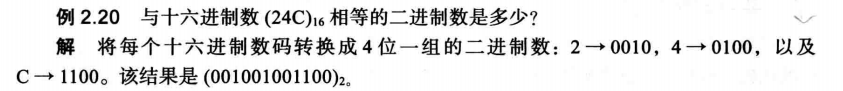 例 2.20 与十六进制数 (24C)₁₆ 相等的二进制数是多少？
解 将每个十六进制数码转换成 4 位一组的二进制数：2 → 0010，4 → 0100，以及
C → 1100。该结果是 (001001001100)₂。